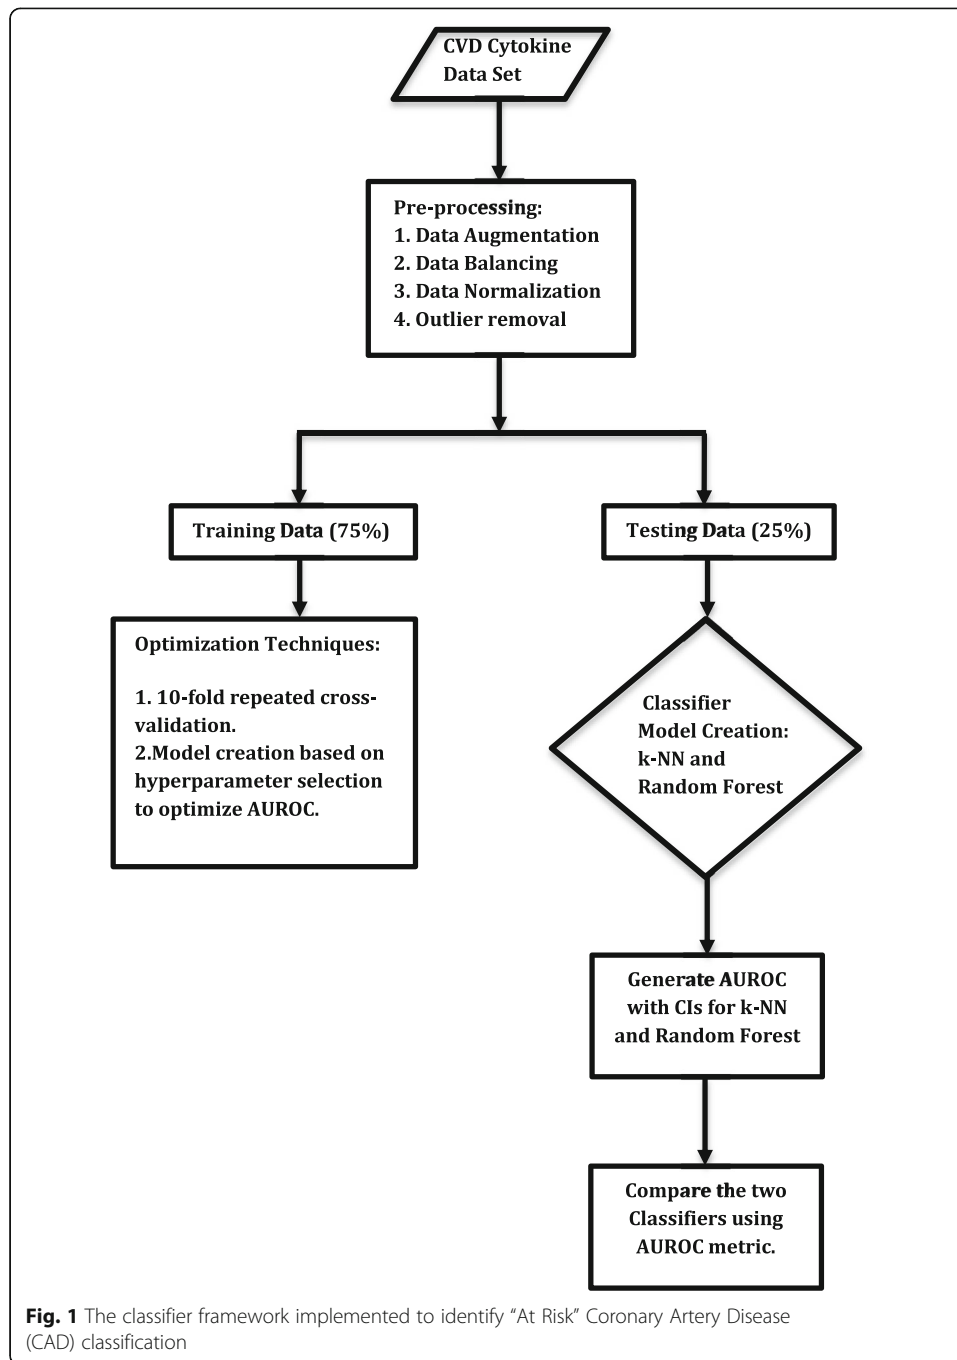 CVD Cytokine
Data Set
Pre-processing:
1. Data Augmentation
2. Data Balancing
3. Data Normalization
4. Outlier removal
Training Data (75%)
Testing Data (25%)
Optimization Techniques:
1. 10-fold repeated cross-
validation.
2.Model creation based on
hyperparameter selection
to optimize AUROC.
Classifier
Model Creation:
k-NN and
Random Forest
Generate AUROC
with CIs for k-NN
and Random Forest
Compare the two
Classifiers using
AUROC metric.
Fig. 1 The classifier framework implemented to identify “At Risk” Coronary Artery Disease
(CAD) classification